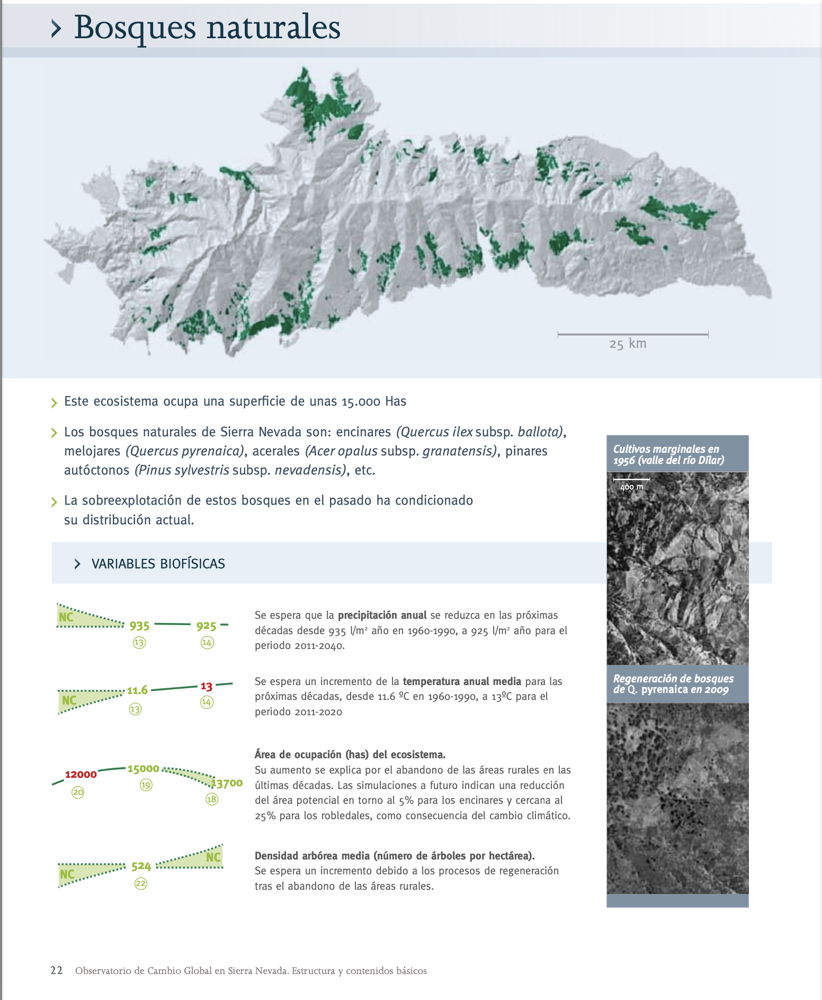 > Bosques naturales
25 km
> Este ecosistema ocupa una superficie de unas 15.000 Has
> Los bosques naturales de Sierra Nevada son: encinares (Quercus ilex subsp. ballota),
melojares (Quercus pyrenaica), acerales (Acer opalus subsp. granatensis), pinares
autóctonos (Pinus sylvestris subsp. nevadensis), etc.
> La sobreexplotación de estos bosques en el pasado ha condicionado
su distribución actual.
Cultivos marginales en
1956 (valle del río Dílar)
400 m
Regeneración de bosques
de Q. pyrenaica en 2009
> VARIABLES BIOFÍSICAS
NC 935 925
13 14
Se espera que la precipitación anual se reduzca en las próximas
décadas desde 935 l/m² año en 1960-1990, a 925 l/m² año para el
periodo 2011-2040.
NC 11.6 13
13 14
Se espera un incremento de la temperatura anual media para las
próximas décadas, desde 11.6 ºC en 1960-1990, a 13ºC para el
periodo 2011-2020
12000 15000 13700
20 19 18
Área de ocupación (has) del ecosistema.
Su aumento se explica por el abandono de las áreas rurales en las
últimas décadas. Las simulaciones a futuro indican una reducción
del área potencial en torno al 5% para los encinares y cercana al
25% para los robledales, como consecuencia del cambio climático.
NC 524 NC
22
Densidad arbórea media (número de árboles por hectárea).
Se espera un incremento debido a los procesos de regeneración
tras el abandono de las áreas rurales.
22 Observatorio de Cambio Global en Sierra Nevada. Estructura y contenidos básicos